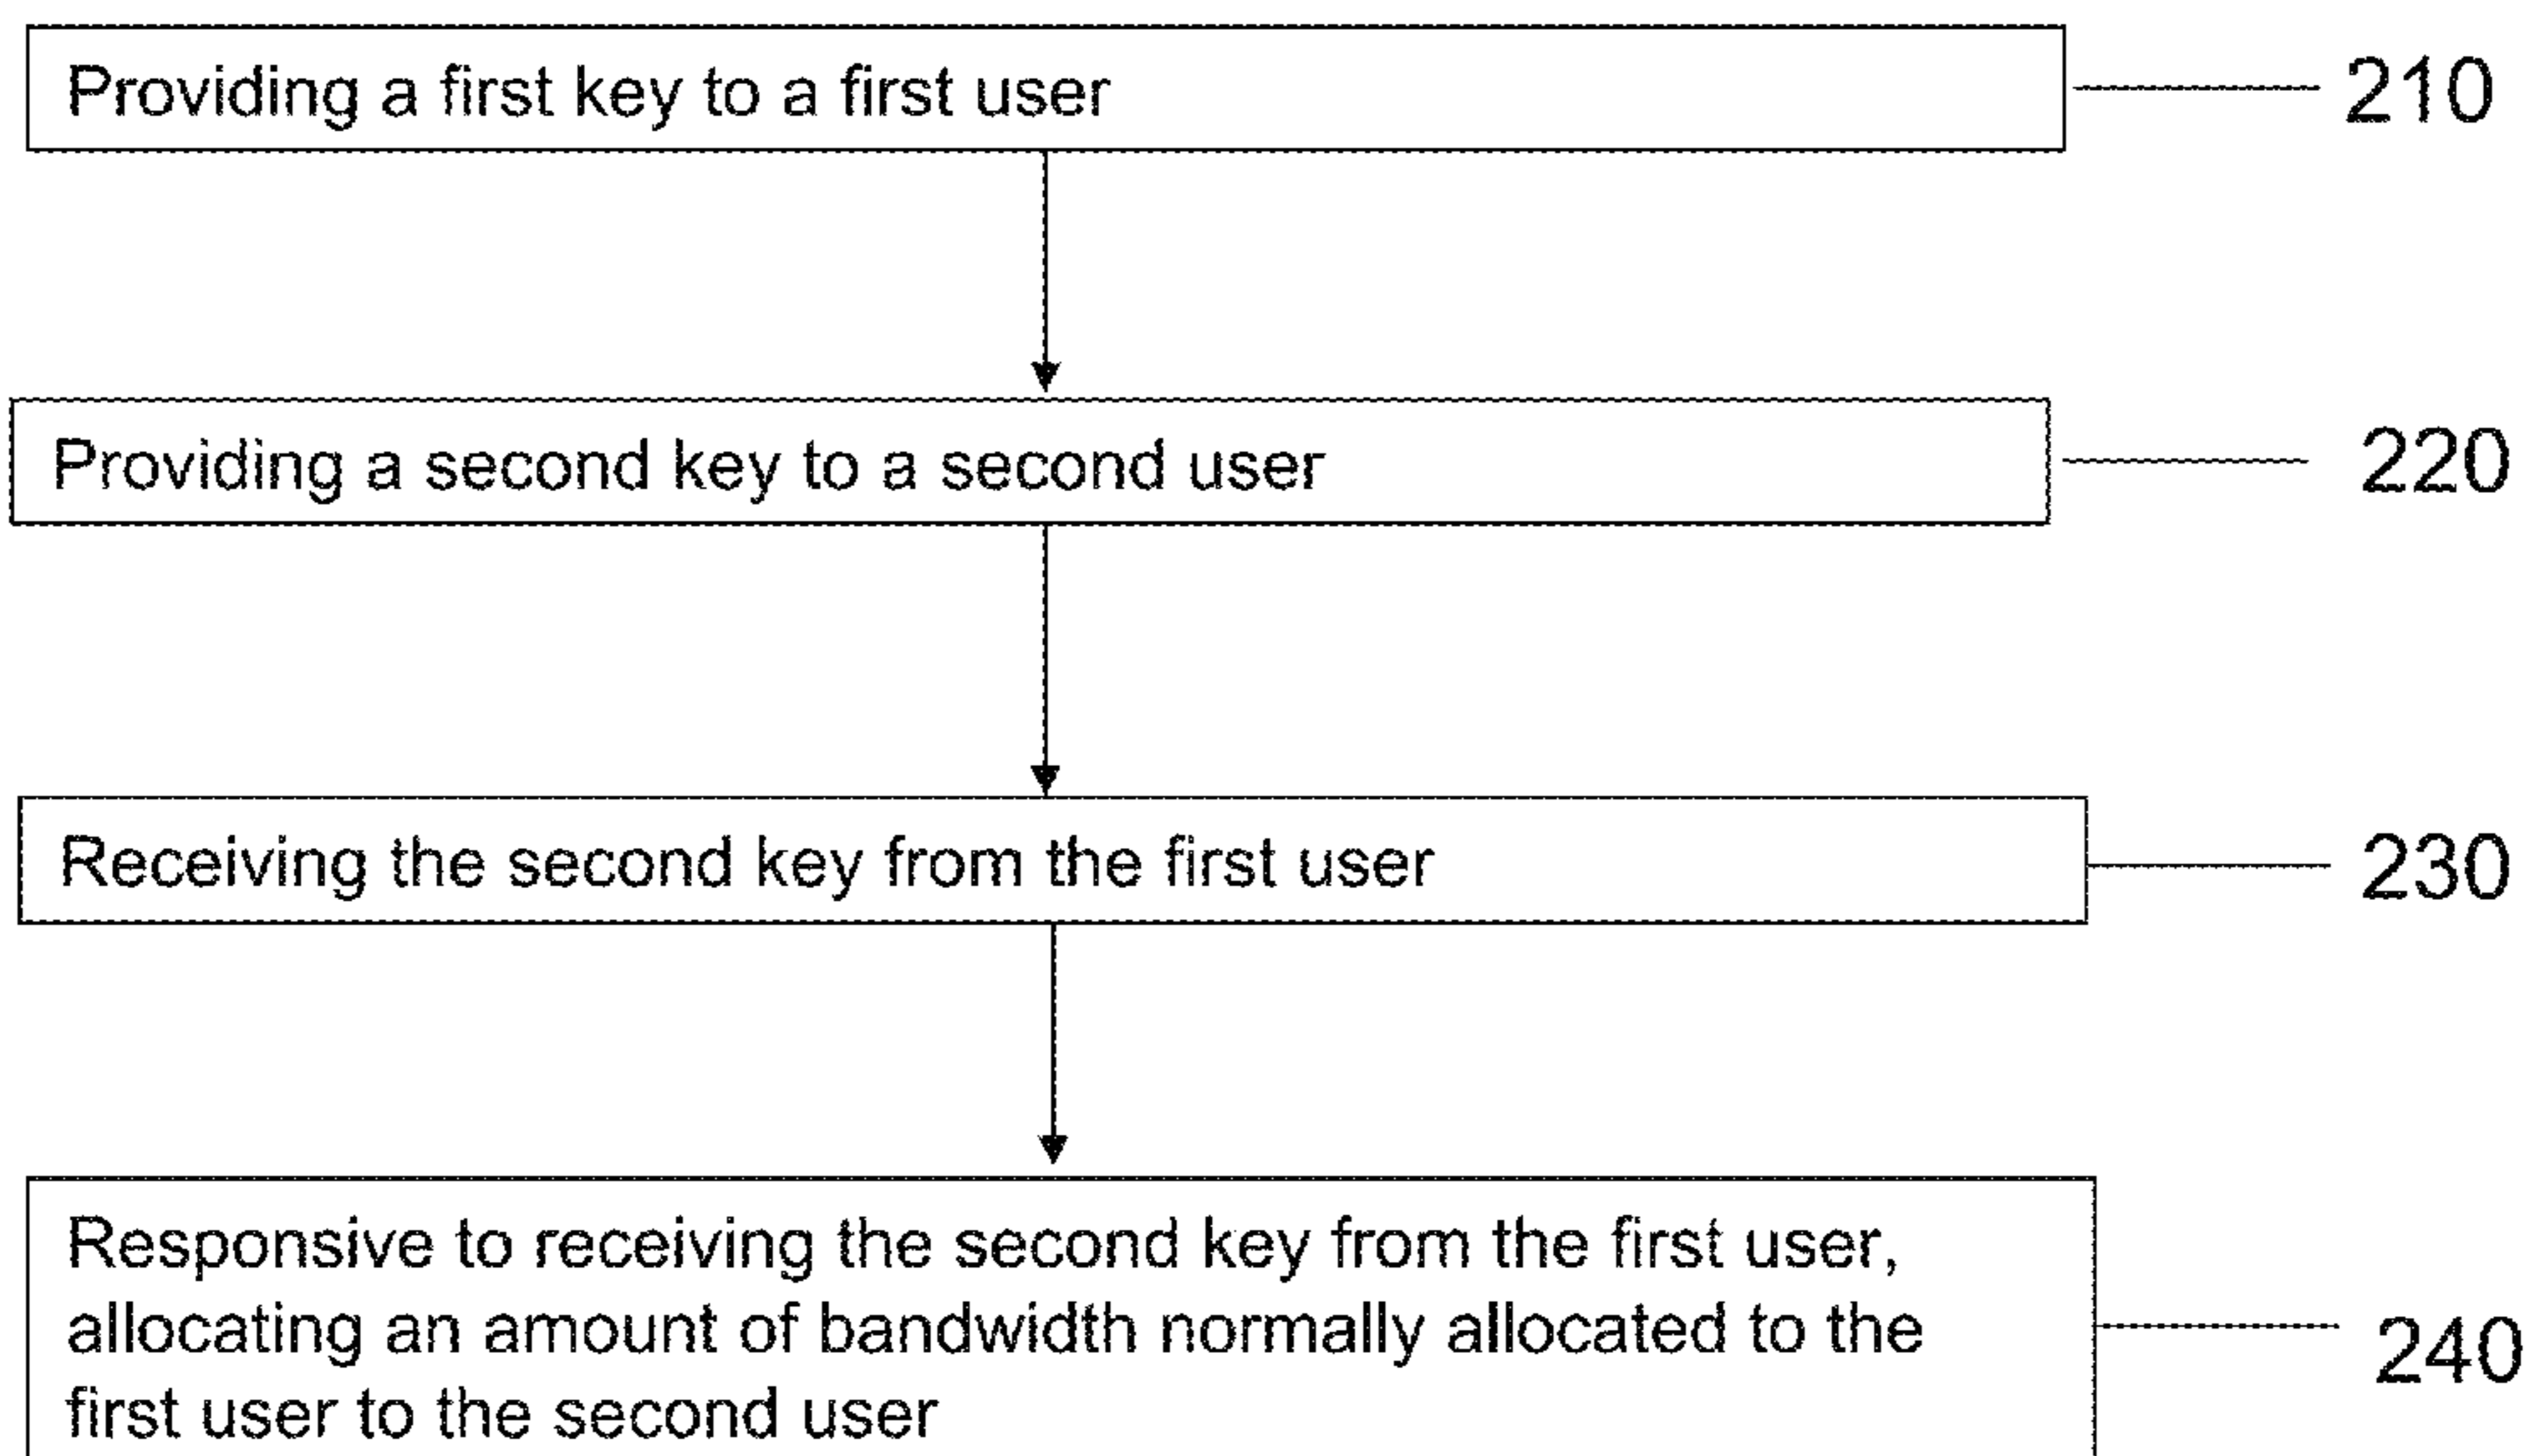 Providing a first key to a first user
210
Providing a second key to a second user
220
Receiving the second key from the first user
230
Responsive to receiving the second key from the first user,
allocating an amount of bandwidth normally allocated to the
first user to the second user
240